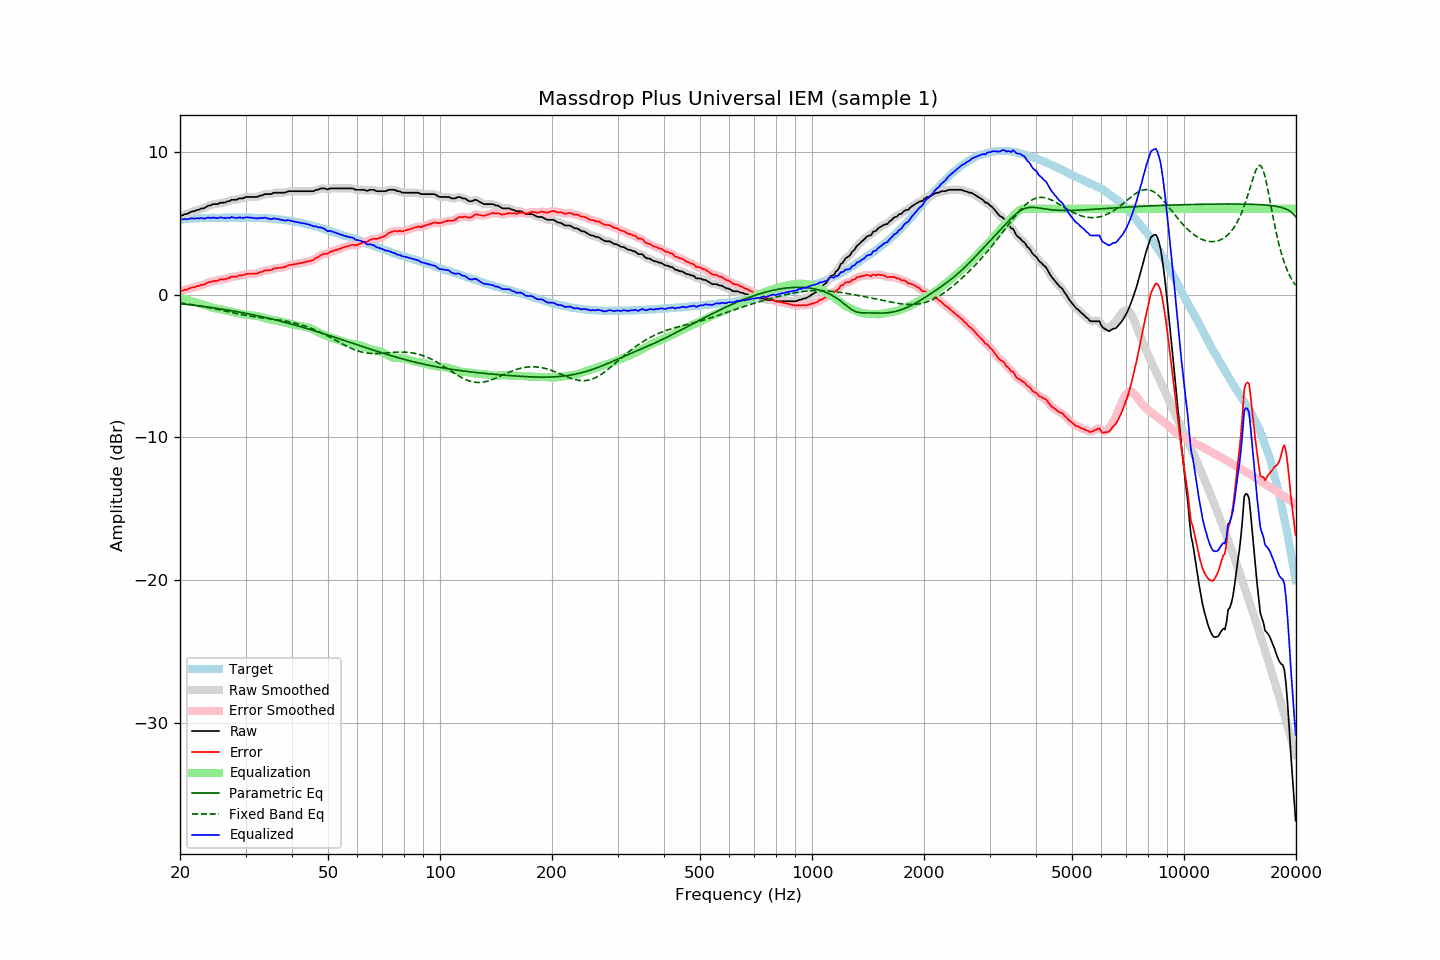 Massdrop Plus Universal IEM (sample 1)
10
0
−10
−20
−30
Amplitude (dBr)
Target
Raw Smoothed
Error Smoothed
Raw
Error
Equalization
Parametric Eq
Fixed Band Eq
Equalized
20 50 100 200 500 1000 2000 5000 10000 20000
Frequency (Hz)